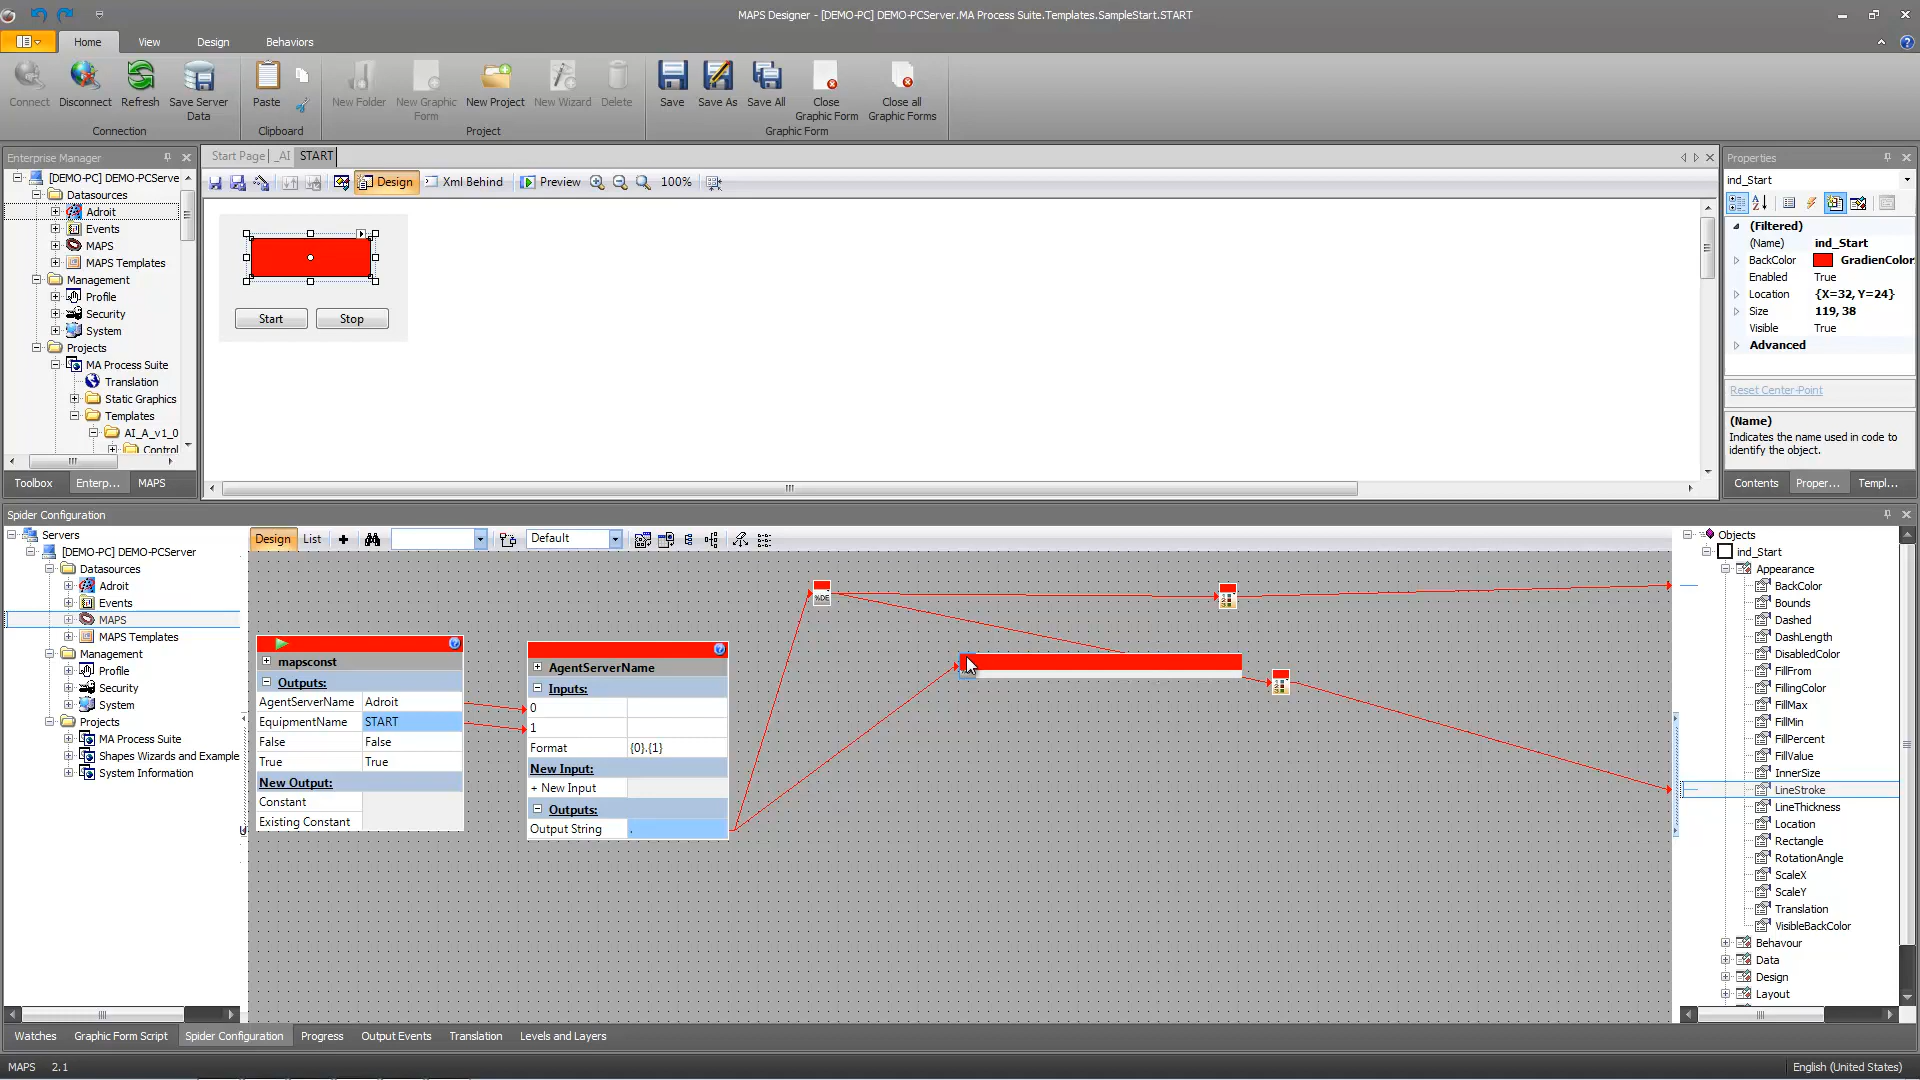 MAPS Designer - [DEMO-PC] DEMO-PCServer.MA Process Suite.Templates.SampleStart.START
Home
View
Design
Behaviors
Connect
Disconnect
Refresh
Save Server
Data
Paste
New Folder
New Graphic
Form
New Project
New Wizard
Delete
Save
Save As
Save All
Close
Graphic Form
Close all
Graphic Forms
Connection
Clipboard
Project
Graphic Form
Enterprise Manager
[DEMO-PC] DEMO-PCServe
Datasources
Adroit
Events
MAPS
MAPS Templates
Management
Profile
Security
System
Projects
MA Process Suite
Translation
Static Graphics
Templates
AI_A_v1_0
Control
Toolbox
Enterp...
MAPS
Start Page
_AI
START
Design
Xml Behind
Preview
100%
Start
Stop
Properties
ind_Start
(Filtered)
(Name) ind_Start
BackColor GradienColor
Enabled True
Location {X=32, Y=24}
Size 119, 38
Visible True
Advanced
Reset Center-Point
(Name)
Indicates the name used in code to
identify the object.
Contents
Proper...
Templ...
Spider Configuration
Servers
[DEMO-PC] DEMO-PCServer
Datasources
Adroit
Events
MAPS
MAPS Templates
Management
Profile
Security
System
Projects
MA Process Suite
Shapes Wizards and Example
System Information
Design
List
Default
mapsconst
Outputs:
AgentServerName Adroit
EquipmentName START
False False
True True
New Output:
Constant
Existing Constant
AgentServerName
Inputs:
0
1
Format {0}.{1}
New Input:
+ New Input
Outputs:
Output String .
%DE
Objects
ind_Start
Appearance
BackColor
Bounds
Dashed
DashLength
DisabledColor
FillFrom
FillingColor
FillMax
FillMin
FillPercent
FillValue
InnerSize
LineStroke
LineThickness
Location
Rectangle
RotationAngle
ScaleX
ScaleY
Translation
VisibleBackColor
Behaviour
Data
Design
Layout
Watches
Graphic Form Script
Spider Configuration
Progress
Output Events
Translation
Levels and Layers
MAPS 2.1
English (United States)